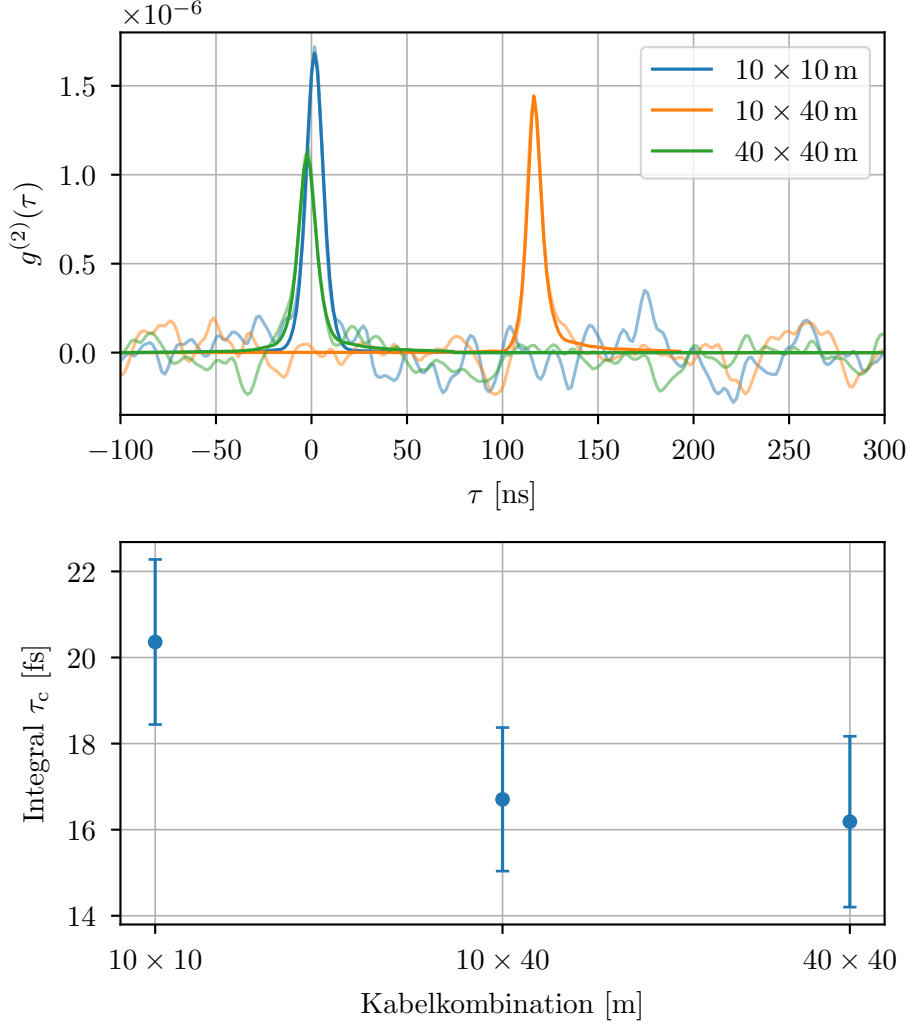 ×10−6
1.5
1.0
0.5
0.0
g(2)(τ)
10 × 10 m
10 × 40 m
40 × 40 m
−100 −50 0 50 100 150 200 250 300
τ [ns]
22
20
18
16
14
Integral τc [fs]
10 × 10 10 × 40 40 × 40
Kabelkombination [m]